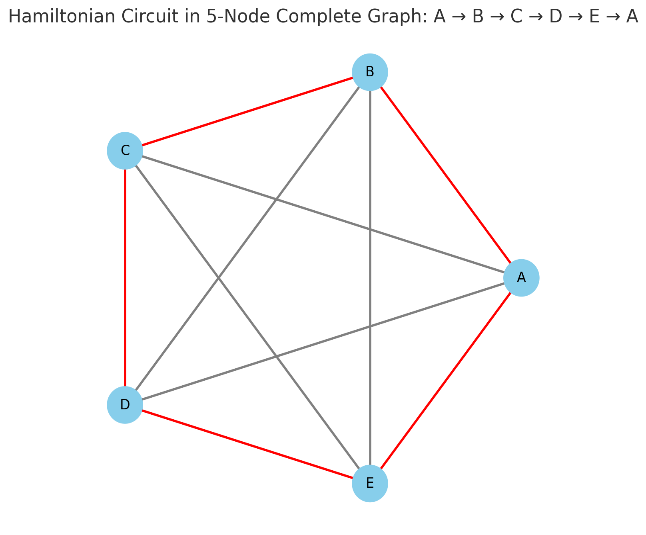 Hamiltonian Circuit in 5-Node Complete Graph: A → B → C → D → E → A
B
C
A
D
E